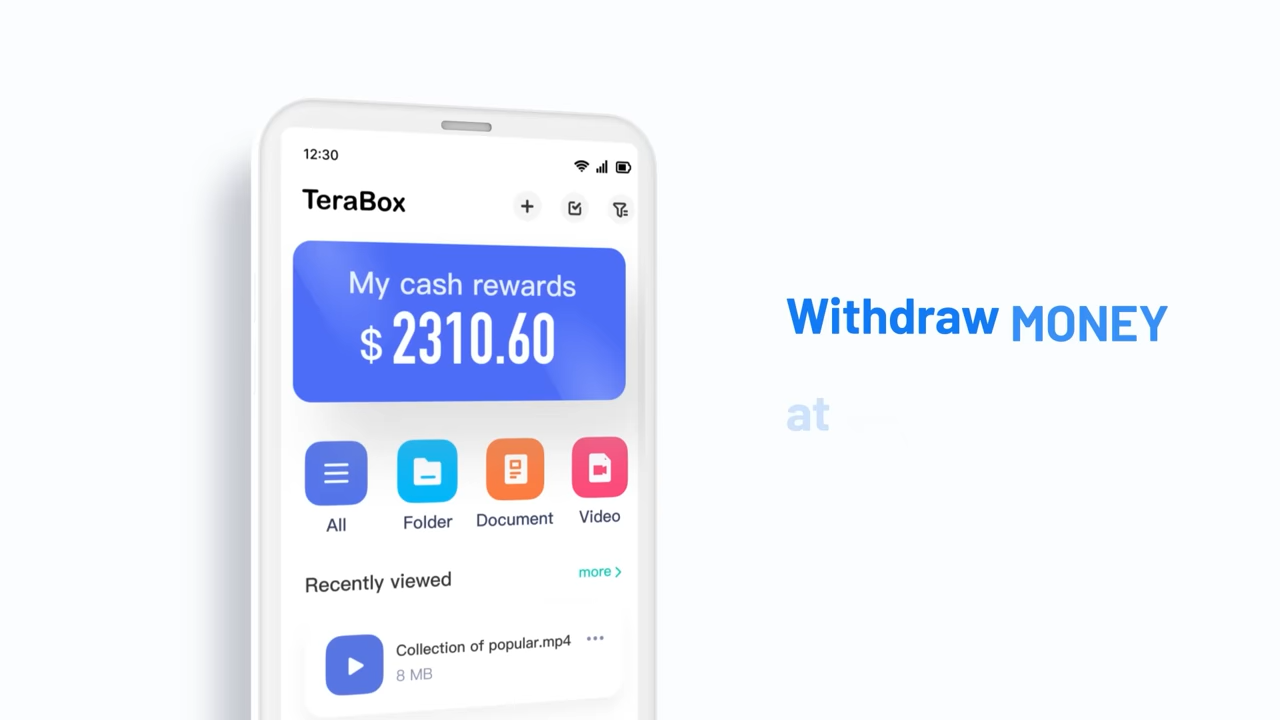 12:30
TeraBox
My cash rewards
$ 2310.60
All Folder Document Video
Recently viewed more
Collection of popular.mp4
8 MB
Withdraw MONEY
at